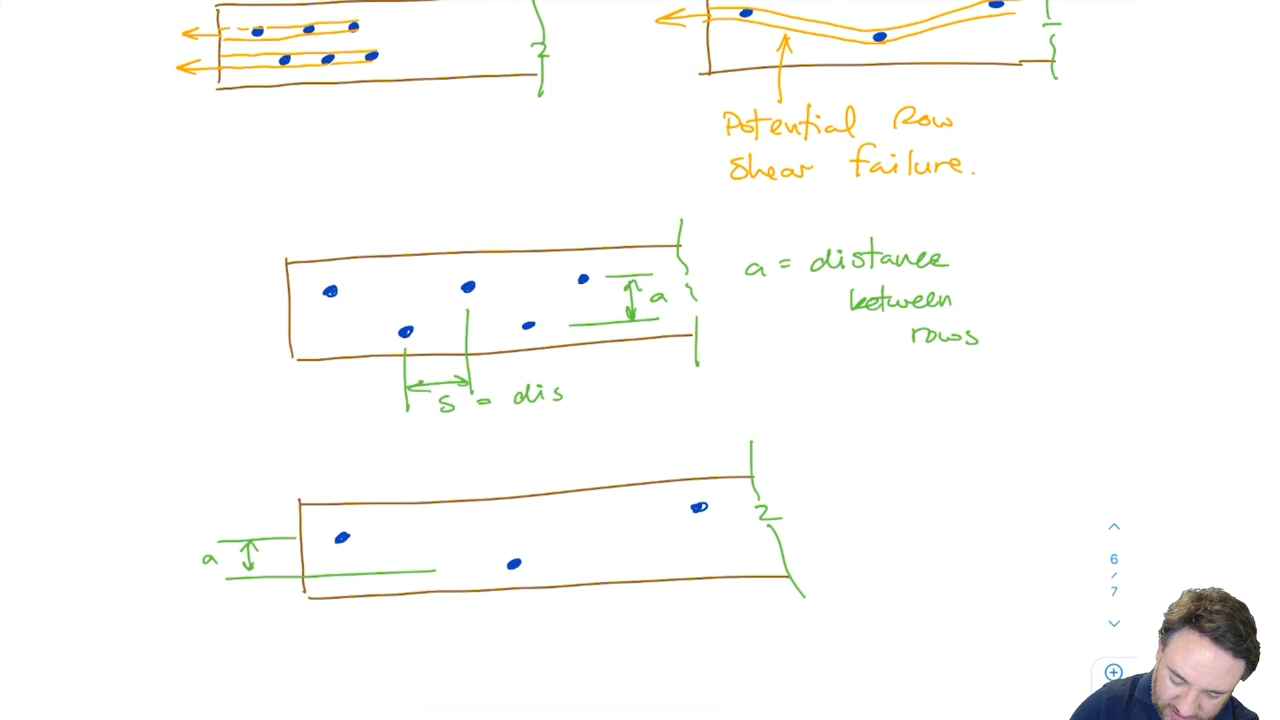 Potential Row
Shear failure.
a = distance
between
rows
a
S = dis
a
6
/
7